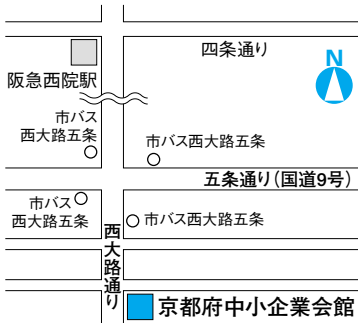 四条通り
N
阪急西院駅
市バス
西大路五条
市バス西大路五条
五条通り(国道9号)
市バス
西大路五条
市バス西大路五条
西大路通り
京都府中小企業会館